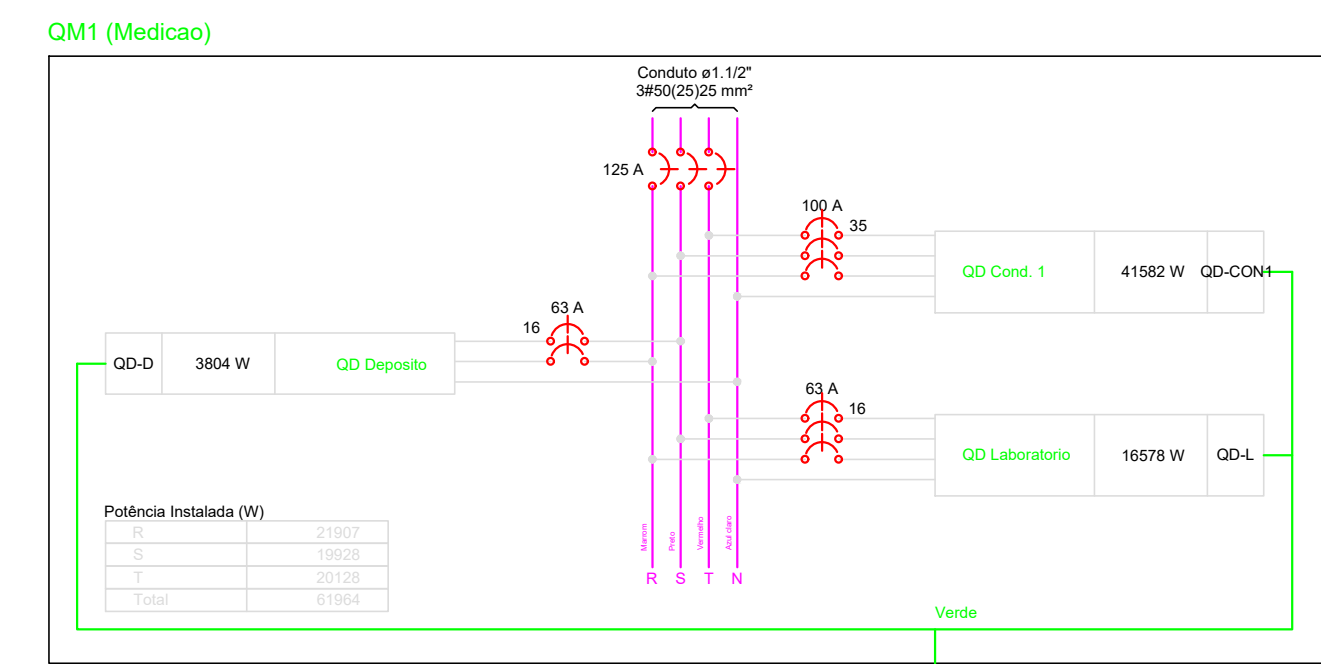 QM1 (Medicao)
Conduto ø1.1/2"
3#50(25)25 mm²
125 A
100 A
35
QD Cond. 1
41582 W
QD-CON1
63 A
16
QD-D
3804 W
QD Deposito
63 A
16
QD Laboratorio
16578 W
QD-L
Potência Instalada (W)
R 21907
S 19928
T 20128
Total 61964
Marrom
Preto
Vermelho
Azul claro
R S T N
Verde